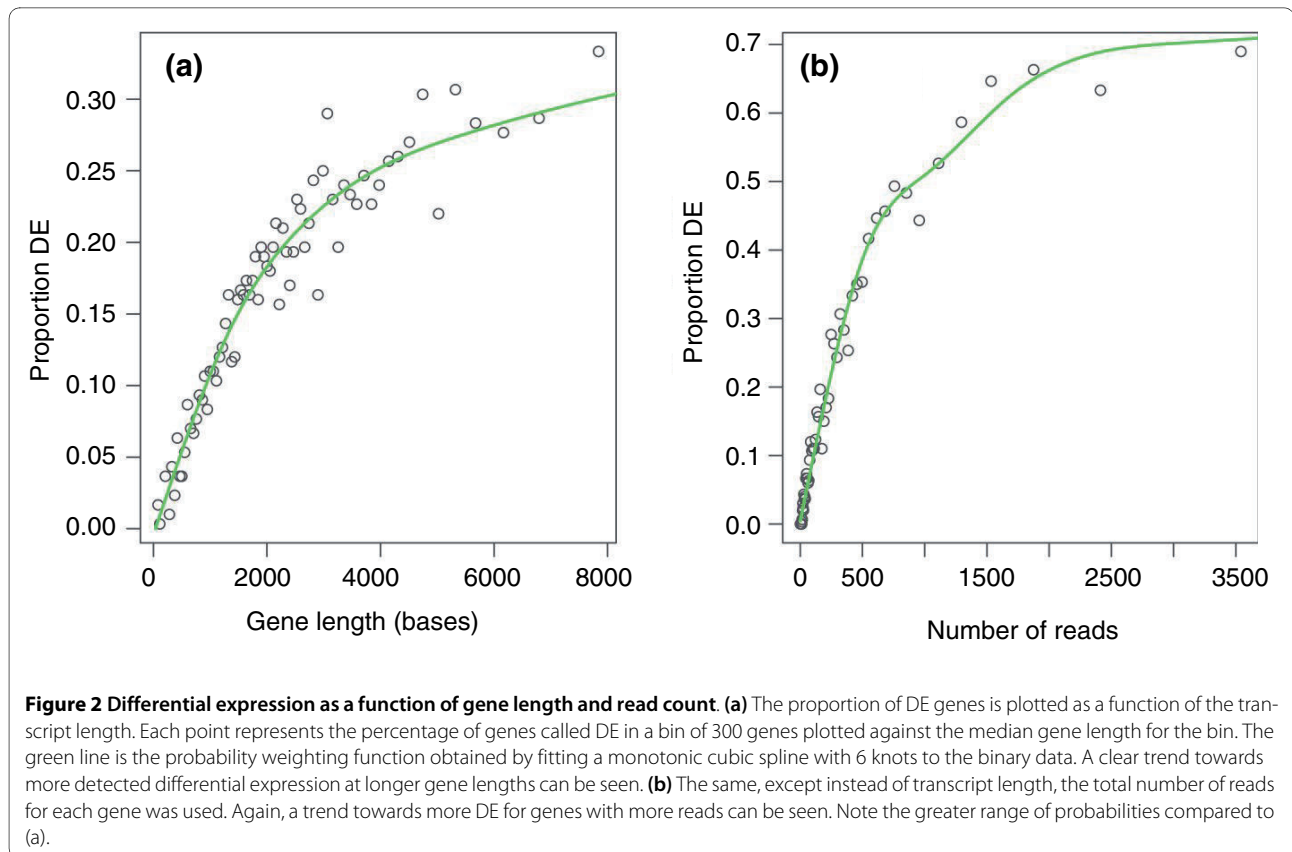 (a)
(b)
Proportion DE
0.30
0.25
0.20
0.15
0.10
0.05
0.00
0 2000 4000 6000 8000
Gene length (bases)
Proportion DE
0.7
0.6
0.5
0.4
0.3
0.2
0.1
0.0
0 500 1500 2500 3500
Number of reads
Figure 2 Differential expression as a function of gene length and read count. (a) The proportion of DE genes is plotted as a function of the tran-
script length. Each point represents the percentage of genes called DE in a bin of 300 genes plotted against the median gene length for the bin. The
green line is the probability weighting function obtained by fitting a monotonic cubic spline with 6 knots to the binary data. A clear trend towards
more detected differential expression at longer gene lengths can be seen. (b) The same, except instead of transcript length, the total number of reads
for each gene was used. Again, a trend towards more DE for genes with more reads can be seen. Note the greater range of probabilities compared to
(a).